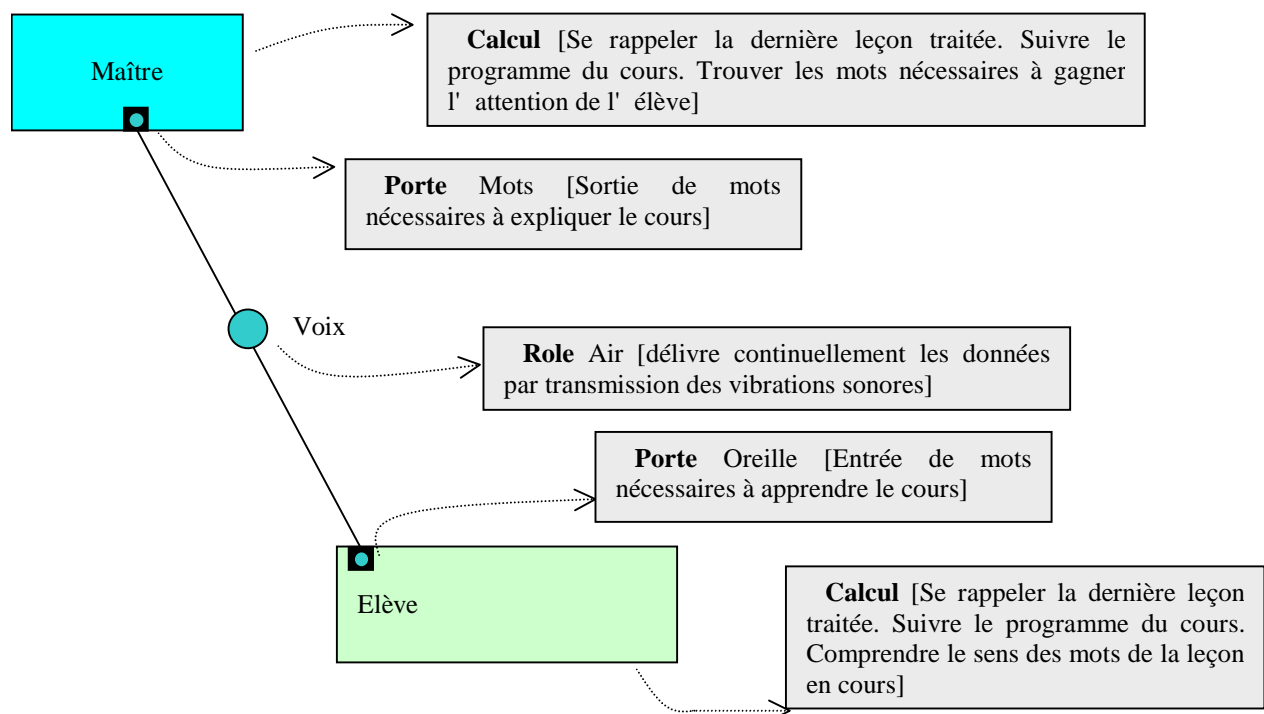 Maître
Calcul [Se rappeler la dernière leçon traitée. Suivre le
programme du cours. Trouver les mots nécessaires à gagner
l' attention de l' élève]
Porte Mots [Sortie de mots
nécessaires à expliquer le cours]
Voix
Role Air [délivre continuellement les données
par transmission des vibrations sonores]
Porte Oreille [Entrée de mots
nécessaires à apprendre le cours]
Elève
Calcul [Se rappeler la dernière leçon
traitée. Suivre le programme du cours.
Comprendre le sens des mots de la leçon
en cours]